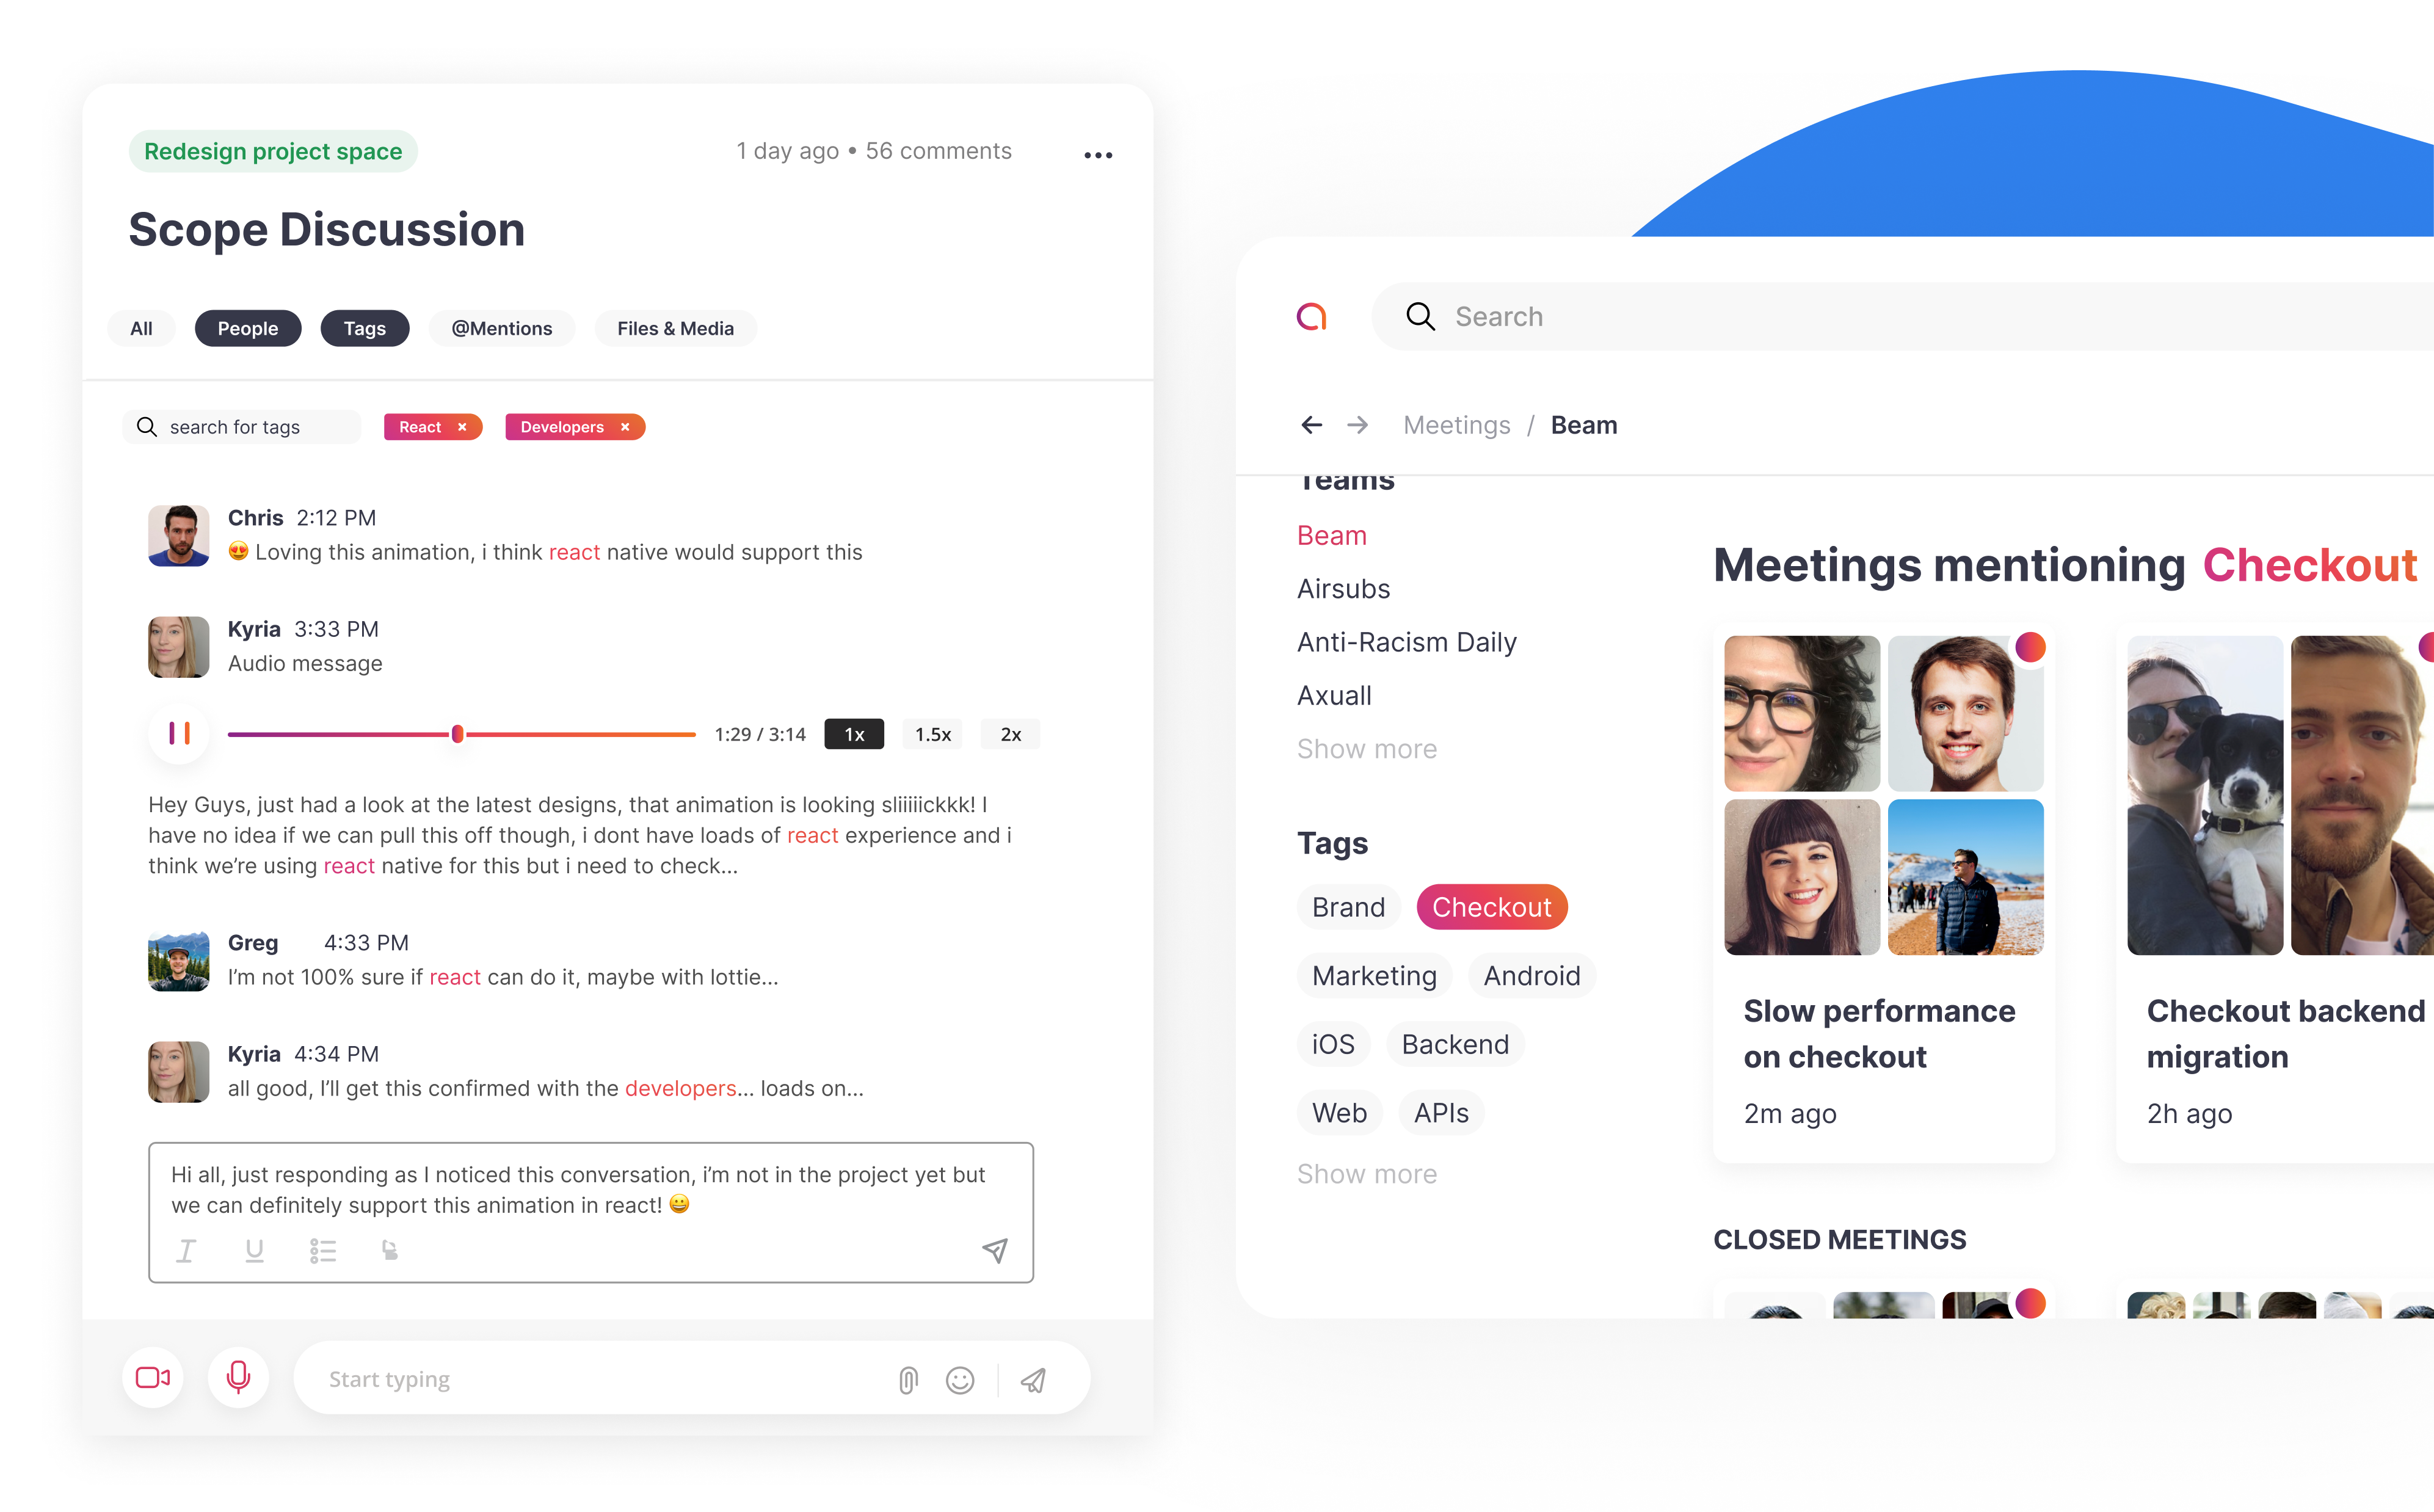 Redesign project space
1 day ago • 56 comments
Scope Discussion
All
People
Tags
@Mentions
Files & Media
search for tags
React ×
Developers ×
Chris 2:12 PM
😍 Loving this animation, i think react native would support this
Kyria 3:33 PM
Audio message
1:29 / 3:14
1x
1.5x
2x
Hey Guys, just had a look at the latest designs, that animation is looking sliiiiickkk! I
have no idea if we can pull this off though, i dont have loads of react experience and i
think we’re using react native for this but i need to check...
Greg 4:33 PM
I’m not 100% sure if react can do it, maybe with lottie...
Kyria 4:34 PM
all good, I’ll get this confirmed with the developers... loads on...
Hi all, just responding as I noticed this conversation, i’m not in the project yet but
we can definitely support this animation in react! 😀
Start typing
Search
Meetings / Beam
Teams
Beam
Airsubs
Anti-Racism Daily
Axuall
Show more
Tags
Brand
Checkout
Marketing
Android
iOS
Backend
Web
APIs
Show more
Meetings mentioning Checkout
Slow performance
on checkout
2m ago
Checkout backend
migration
2h ago
CLOSED MEETINGS